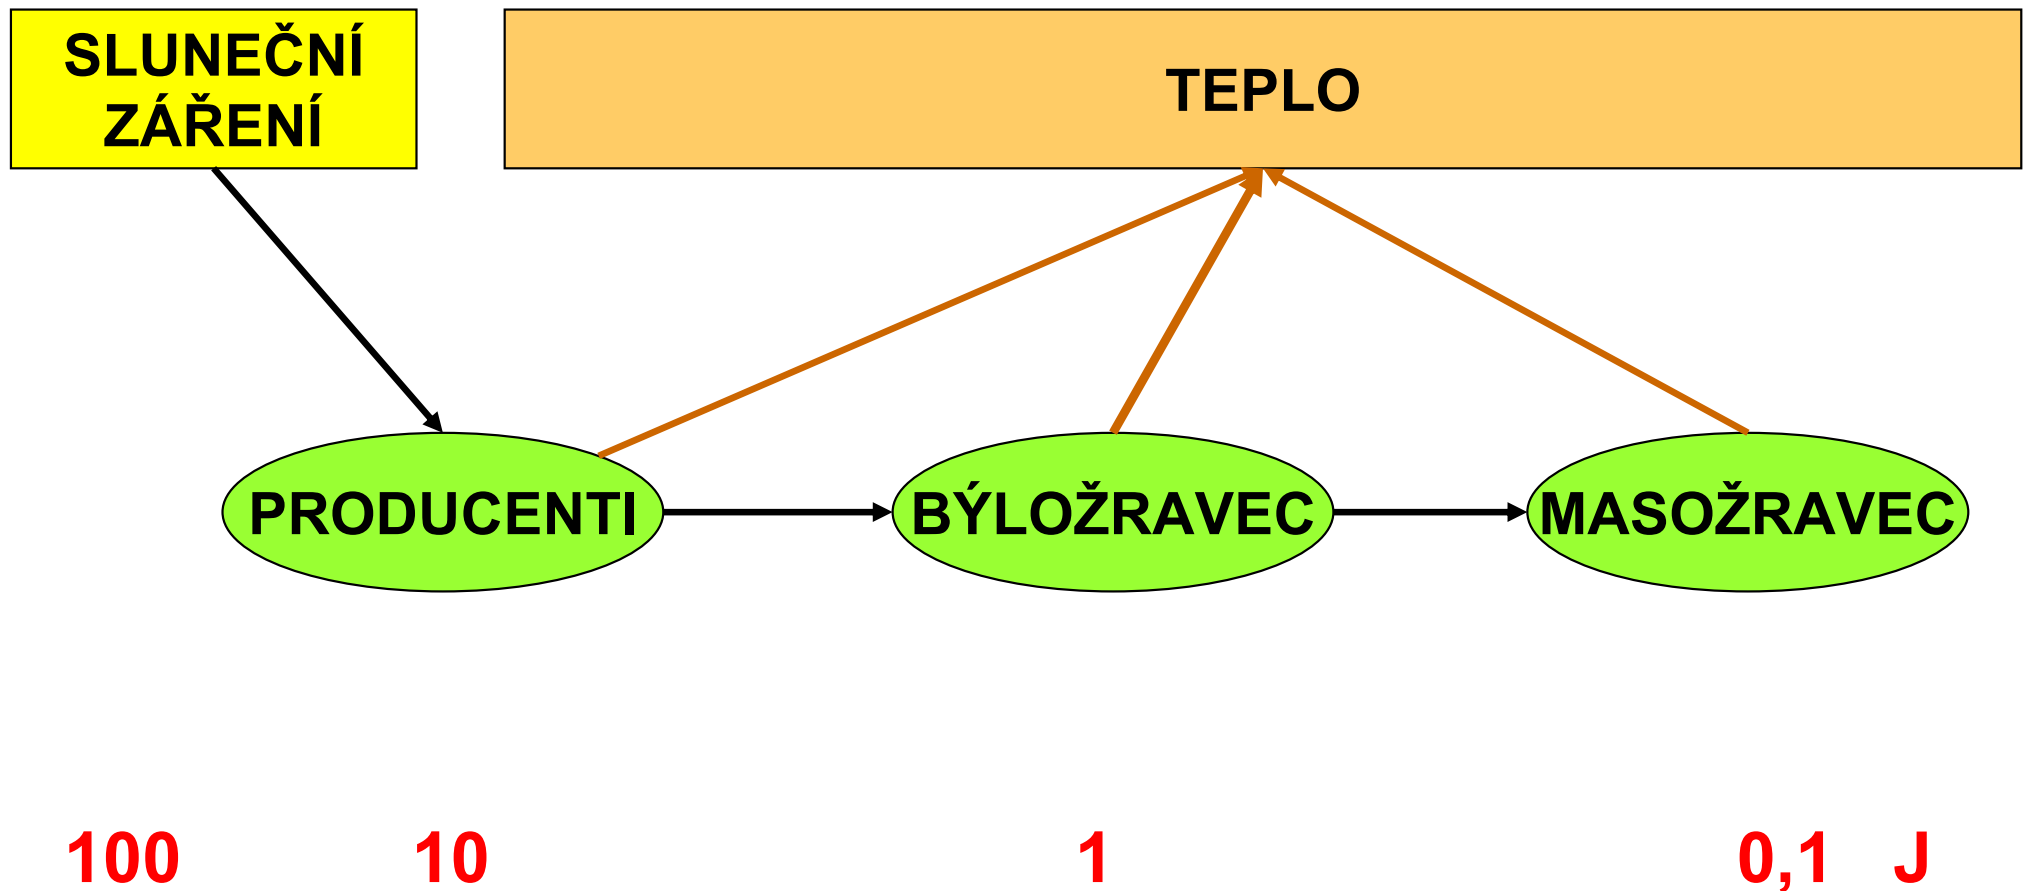 SLUNEČNÍ
ZÁŘENÍ
TEPLO
PRODUCENTI
BÝLOŽRAVEC
MASOŽRAVEC
100 10 1 0,1 J